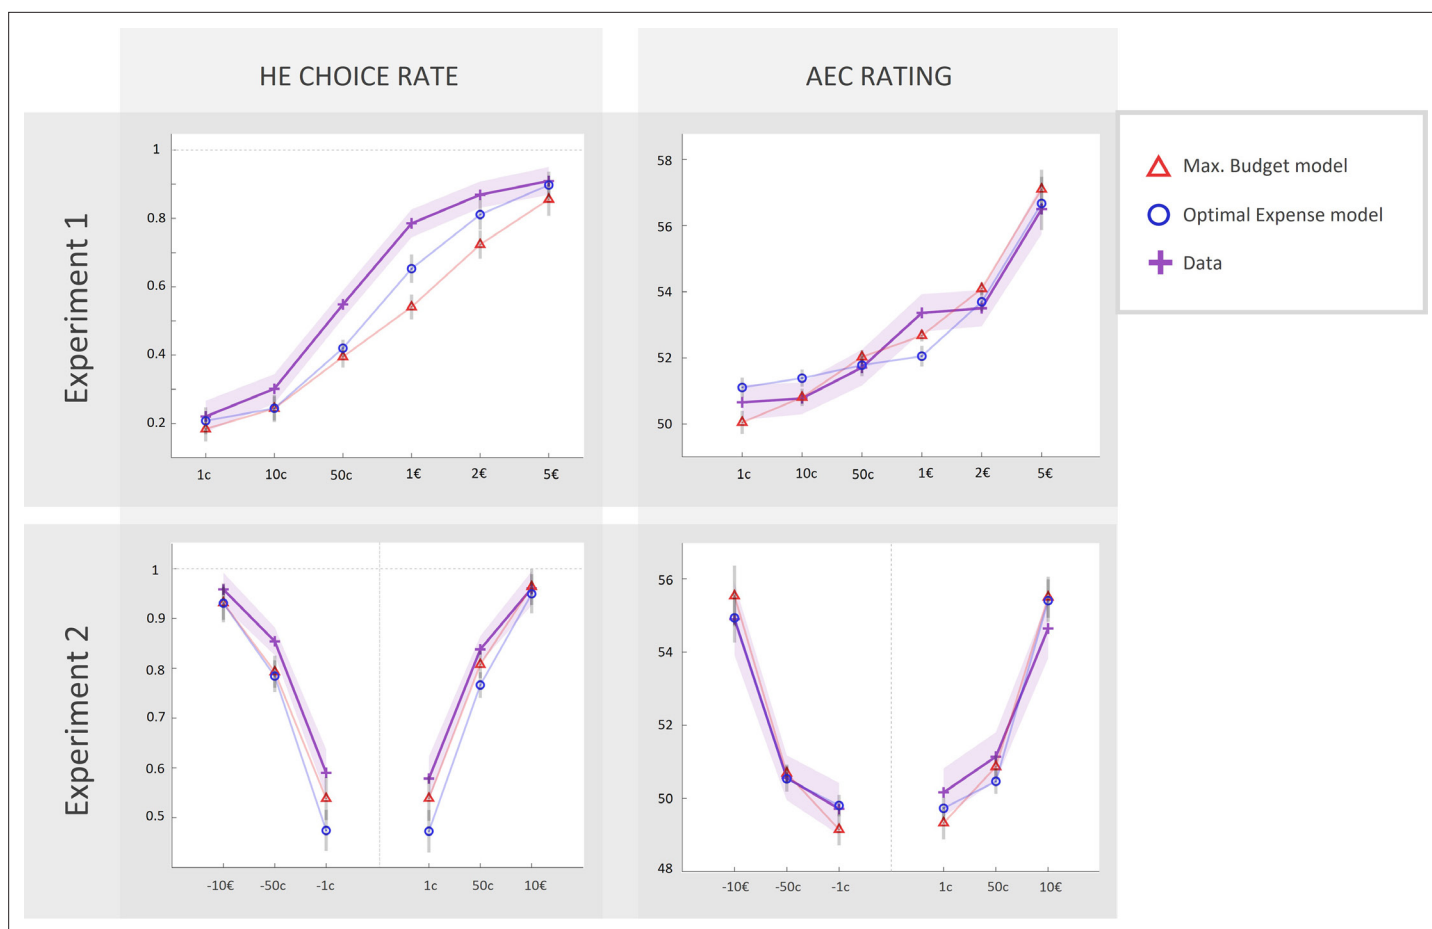 HE CHOICE RATE
AEC RATING
Experiment 1
1
0.8
0.6
0.4
0.2
1c 10c 50c 1€ 2€ 5€
58
56
54
52
50
1c 10c 50c 1€ 2€ 5€
Max. Budget model
Optimal Expense model
Data
Experiment 2
1
0.9
0.8
0.7
0.6
0.5
-10€ -50c -1c 1c 50c 10€
56
54
52
50
48
-10€ -50c -1c 1c 50c 10€